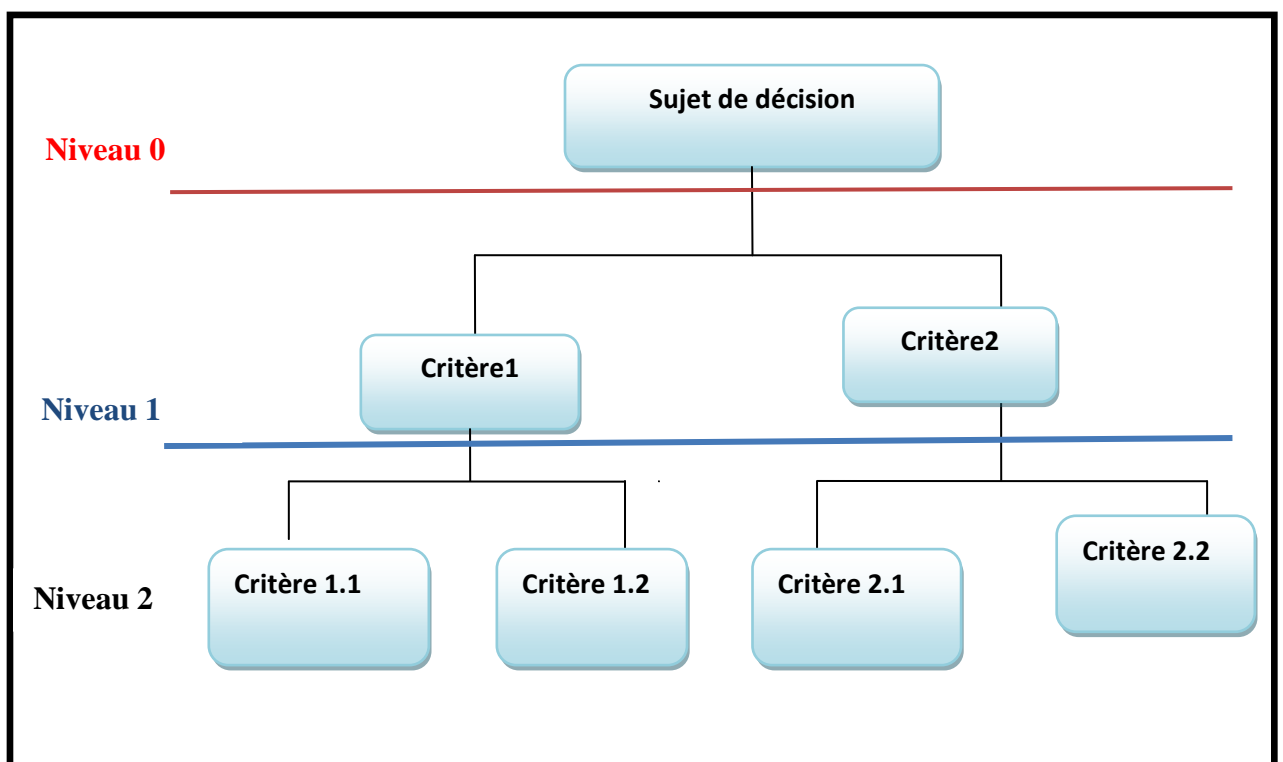 Sujet de décision
Niveau 0
Critère1
Critère2
Niveau 1
Critère 1.1
Critère 1.2
Critère 2.1
Critère 2.2
Niveau 2